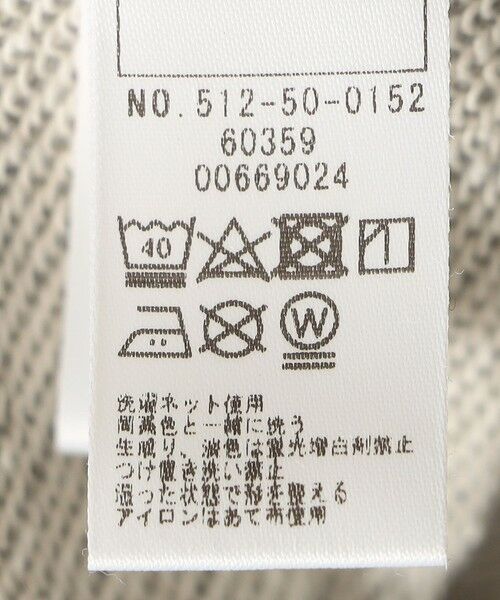 NO.512-50-0152
60359
00669024
40
W
洗濯ネット使用
同系色と一緒に洗う
生成り、淡色は蛍光増白剤禁止
つけ置き洗い禁止
湿った状態で形を整える
アイロンはあて布使用